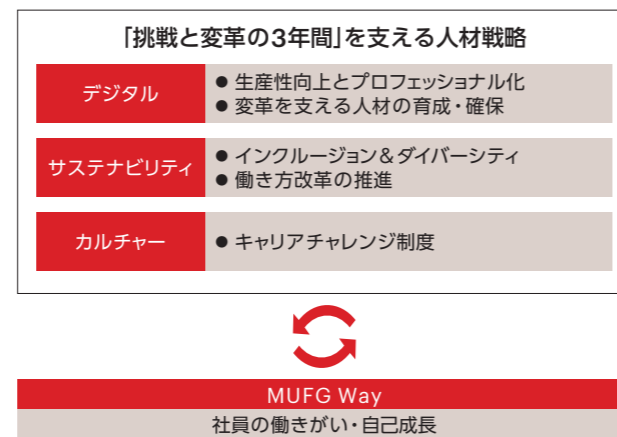 「挑戦と変革の3年間」を支える人材戦略
デジタル
● 生産性向上とプロフェッショナル化
● 変革を支える人材の育成・確保
サステナビリティ
● インクルージョン＆ダイバーシティ
● 働き方改革の推進
カルチャー
● キャリアチャレンジ制度
MUFG Way
社員の働きがい・自己成長